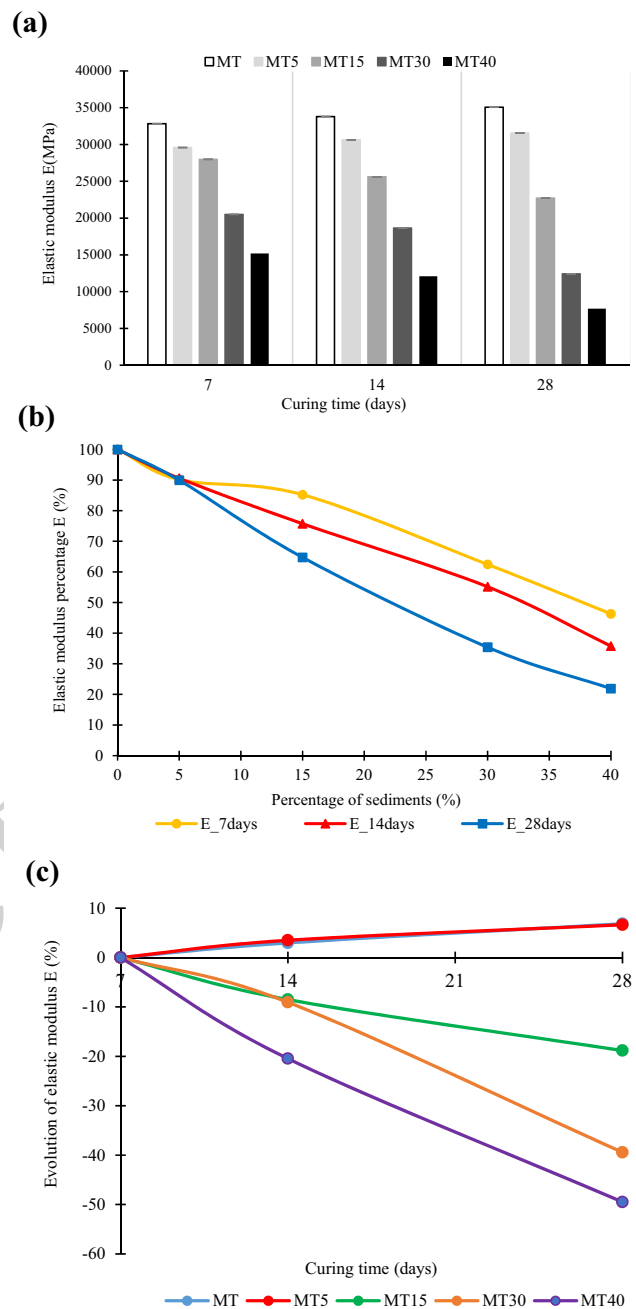 (a)
MT MT5 MT15 MT30 MT40
40000
35000
30000
25000
20000
15000
10000
5000
0
Elastic modulus E(MPa)
7 14 28
Curing time (days)
(b)
100
90
80
70
60
50
40
30
20
10
0
Elastic modulus percentage E (%)
0 5 10 15 20 25 30 35 40
Percentage of sediments (%)
E_7days E_14days E_28days
(c)
10
0
-10
-20
-30
-40
-50
-60
Evolution of elastic modulus E (%)
7 14 21 28
Curing time (days)
MT MT5 MT15 MT30 MT40